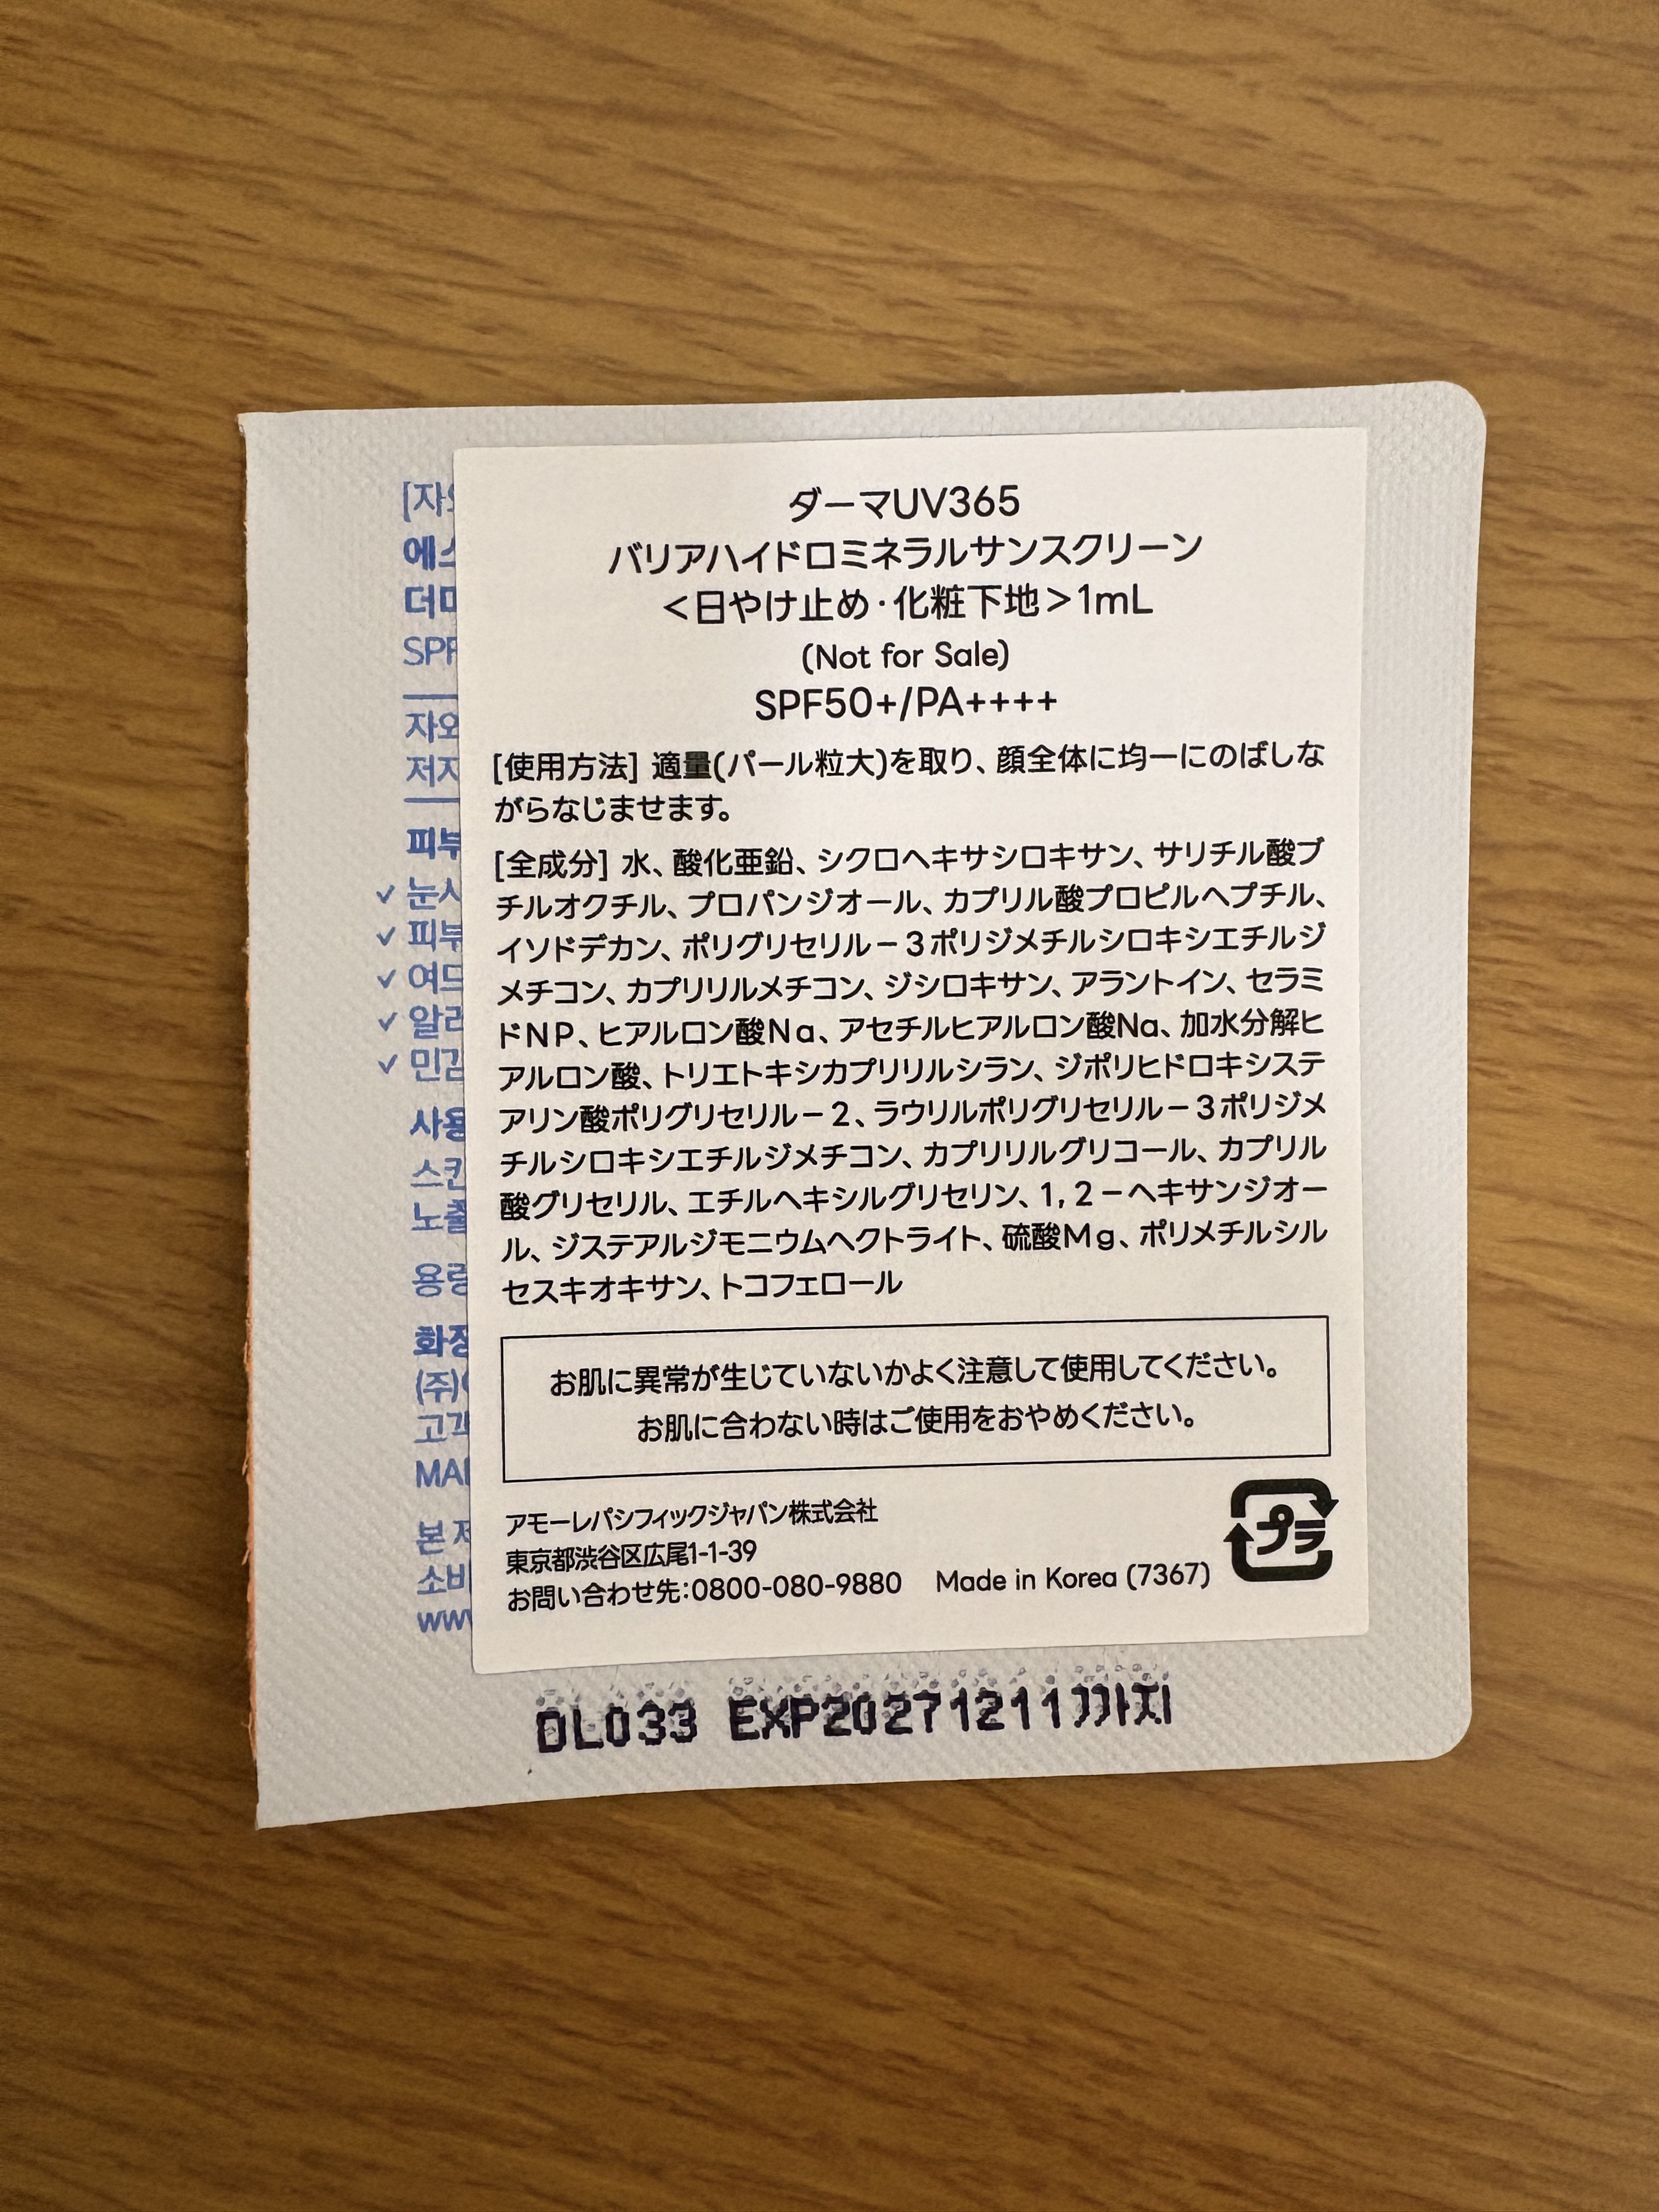 ダーマUV365
バリアハイドロミネラルサンスクリーン
<日やけ止め·化粧下地>1mL
(Not for Sale)
SPF50+/PA++++
[使用方法] 適量(パール粒大)を取り、顔全体に均一にのばしな
がらなじませます。
[全成分] 水、酸化亜鉛、シクロヘキサシロキサン、サリチル酸ブ
チルオクチル、プロパンジオール、カプリル酸プロピルヘプチル、
イソドデカン、ポリグリセリル－3ポリジメチルシロキシエチルジ
メチコン、カプリリルメチコン、ジシロキサン、アラントイン、セラミ
ドNP、ヒアルロン酸Na、アセチルヒアルロン酸Na、加水分解ヒ
アルロン酸、トリエトキシカプリリルシラン、ジポリヒドロキシステ
アリン酸ポリグリセリル－2、ラウリルポリグリセリル－3ポリジメ
チルシロキシエチルジメチコン、カプリリルグリコール、カプリル
酸グリセリル、エチルヘキシルグリセリン、1,2－ヘキサンジオー
ル、ジステアルジモニウムヘクトライト、硫酸Mg、ポリメチルシル
セスキオキサン、トコフェロール
お肌に異常が生じていないかよく注意して使用してください。
お肌に合わない時はご使用をおやめください。
アモーレパシフィックジャパン株式会社
東京都渋谷区広尾1-1-39
お問い合わせ先:0800-080-9880 Made in Korea (7367)
プラ
DL033 EXP20271211까지